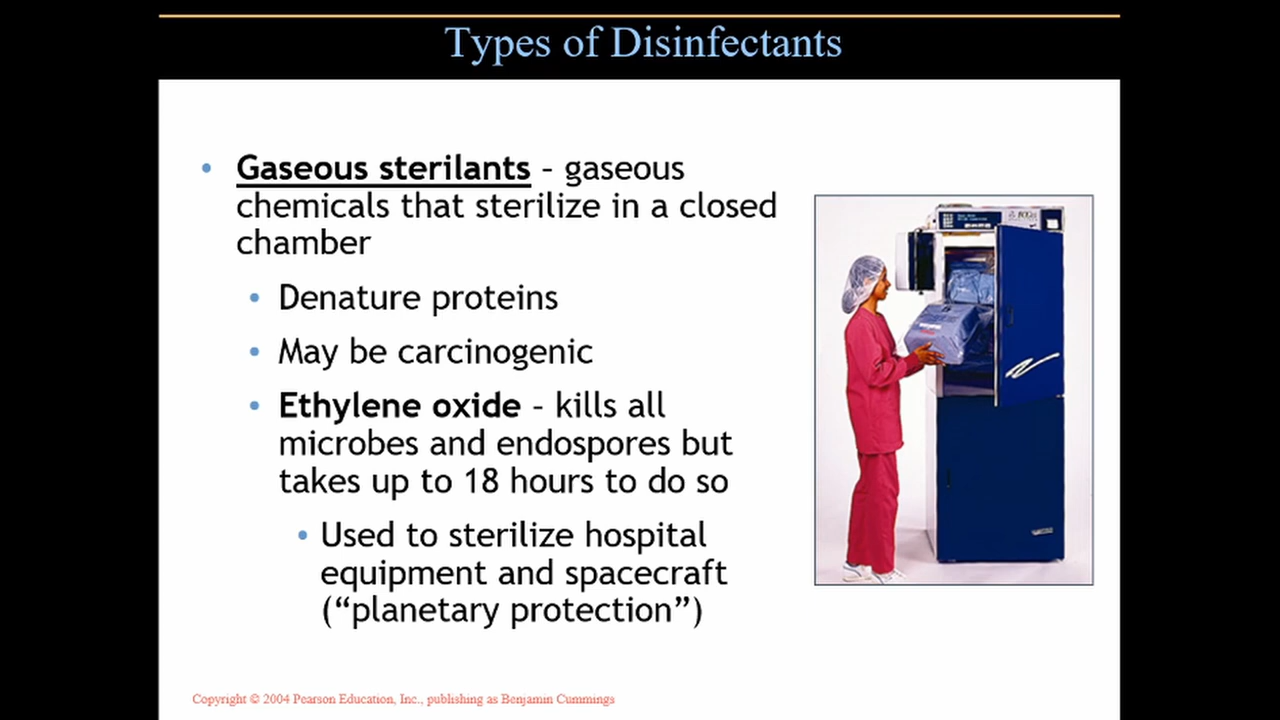 Types of Disinfectants
• Gaseous sterilants – gaseous
chemicals that sterilize in a closed
chamber
• Denature proteins
• May be carcinogenic
• Ethylene oxide – kills all
microbes and endospores but
takes up to 18 hours to do so
• Used to sterilize hospital
equipment and spacecraft
(“planetary protection”)
Copyright © 2004 Pearson Education, Inc., publishing as Benjamin Cummings